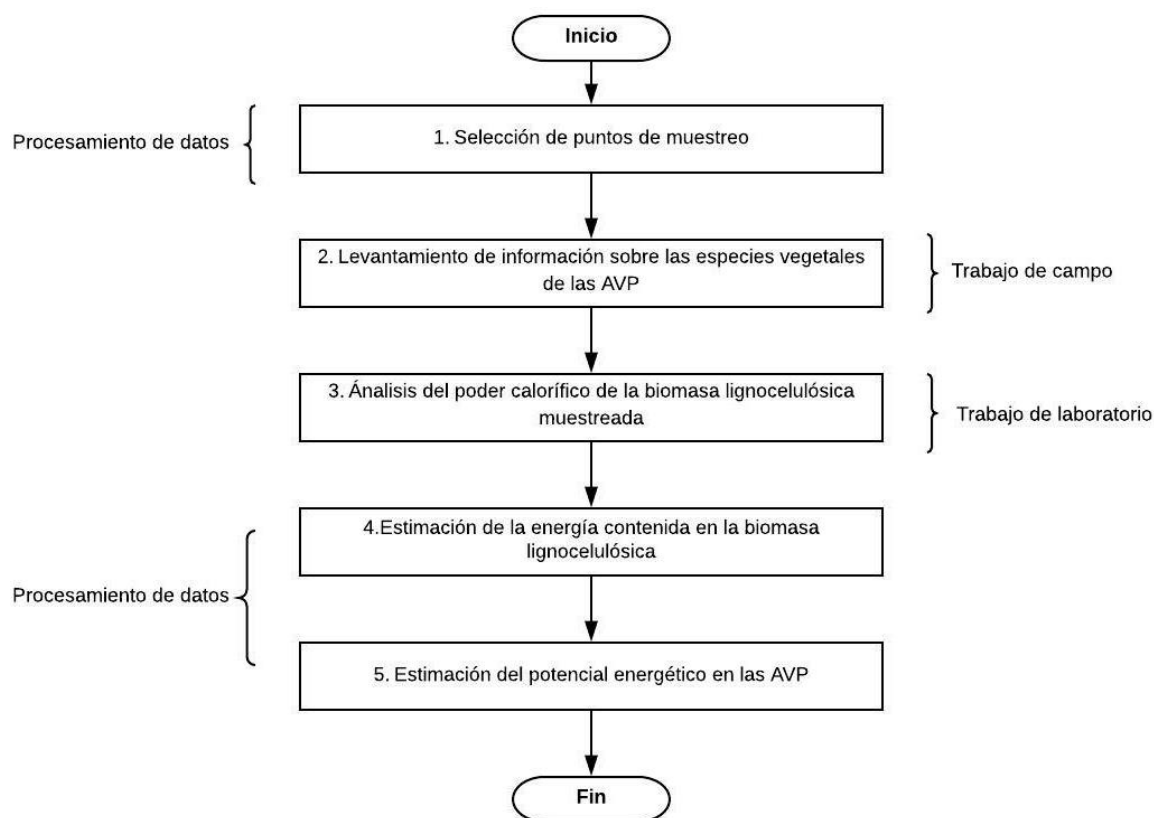 Inicio
Procesamiento de datos
1. Selección de puntos de muestreo
2. Levantamiento de información sobre las especies vegetales
de las AVP
Trabajo de campo
3. Ánalisis del poder calorífico de la biomasa lignocelulósica
muestreada
Trabajo de laboratorio
4.Estimación de la energía contenida en la biomasa
lignocelulósica
Procesamiento de datos
5. Estimación del potencial energético en las AVP
Fin